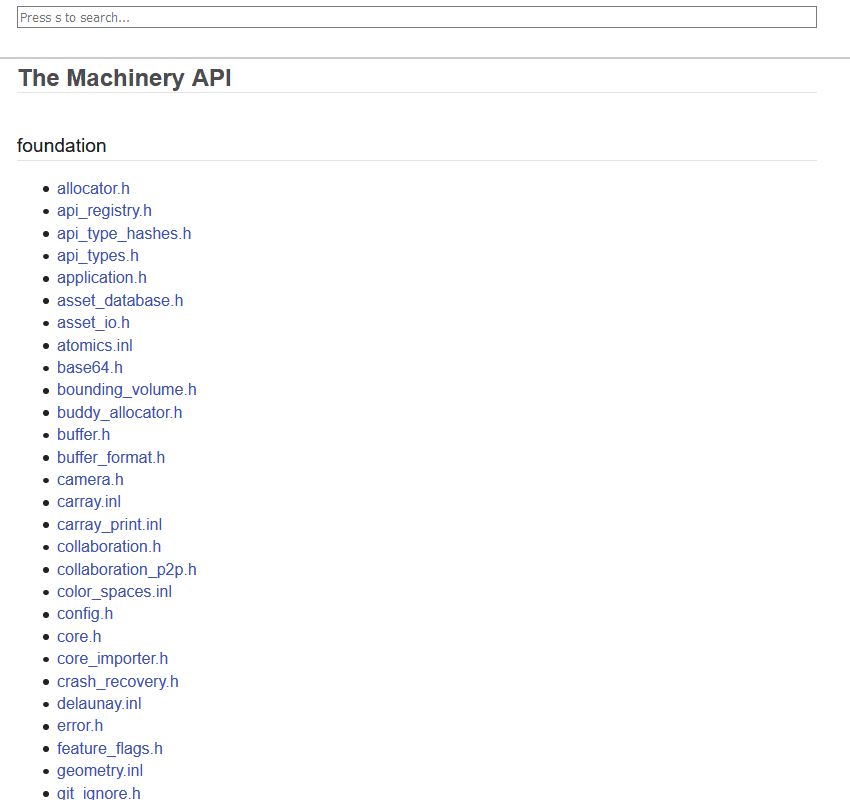 Press s to search...
The Machinery API
foundation
allocator.h
api_registry.h
api_type_hashes.h
api_types.h
application.h
asset_database.h
asset_io.h
atomics.inl
base64.h
bounding_volume.h
buddy_allocator.h
buffer.h
buffer_format.h
camera.h
carray.inl
carray_print.inl
collaboration.h
collaboration_p2p.h
color_spaces.inl
config.h
core.h
core_importer.h
crash_recovery.h
delaunay.inl
error.h
feature_flags.h
geometry.inl
git_ignore.h